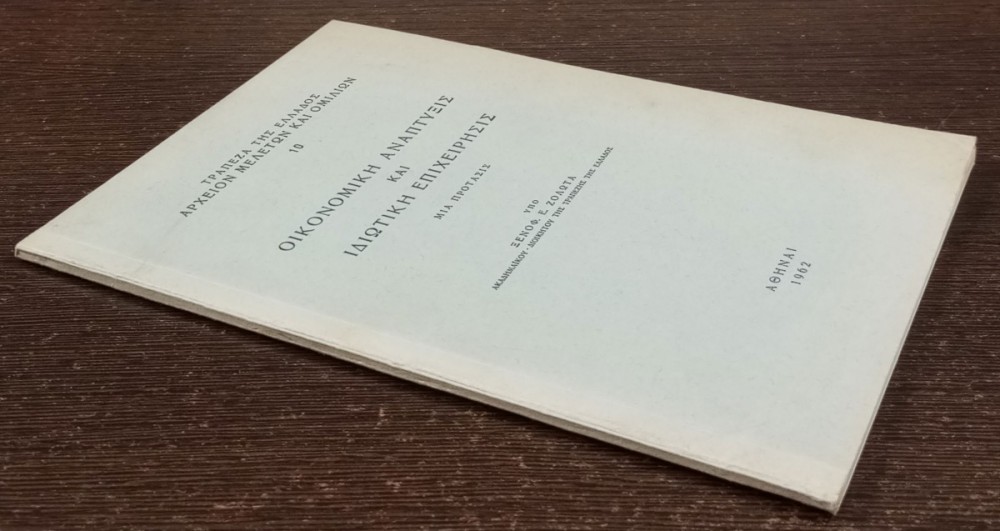 ΤΡΑΠΕΖΑ ΤΗΣ ΕΛΛΑΔΟΣ
ΑΡΧΕΙΟΝ ΜΕΛΕΤΩΝ ΚΑΙ ΟΜΙΛΙΩΝ
10
ΟΙΚΟΝΟΜΙΚΗ ΑΝΑΠΤΥΞΙΣ
ΚΑΙ
ΙΔΙΩΤΙΚΗ ΕΠΙΧΕΙΡΗΣΙΣ
ΜΙΑ ΠΡΟΤΑΣΙΣ
ΥΠΟ
ΞΕΝΟΦ. Ε. ΖΟΛΩΤΑ
ΑΚΑΔΗΜΑΪΚΟΥ - ΔΙΟΙΚΗΤΟΥ ΤΗΣ ΤΡΑΠΕΖΗΣ ΤΗΣ ΕΛΛΑΔΟΣ
ΑΘΗΝΑΙ
1962